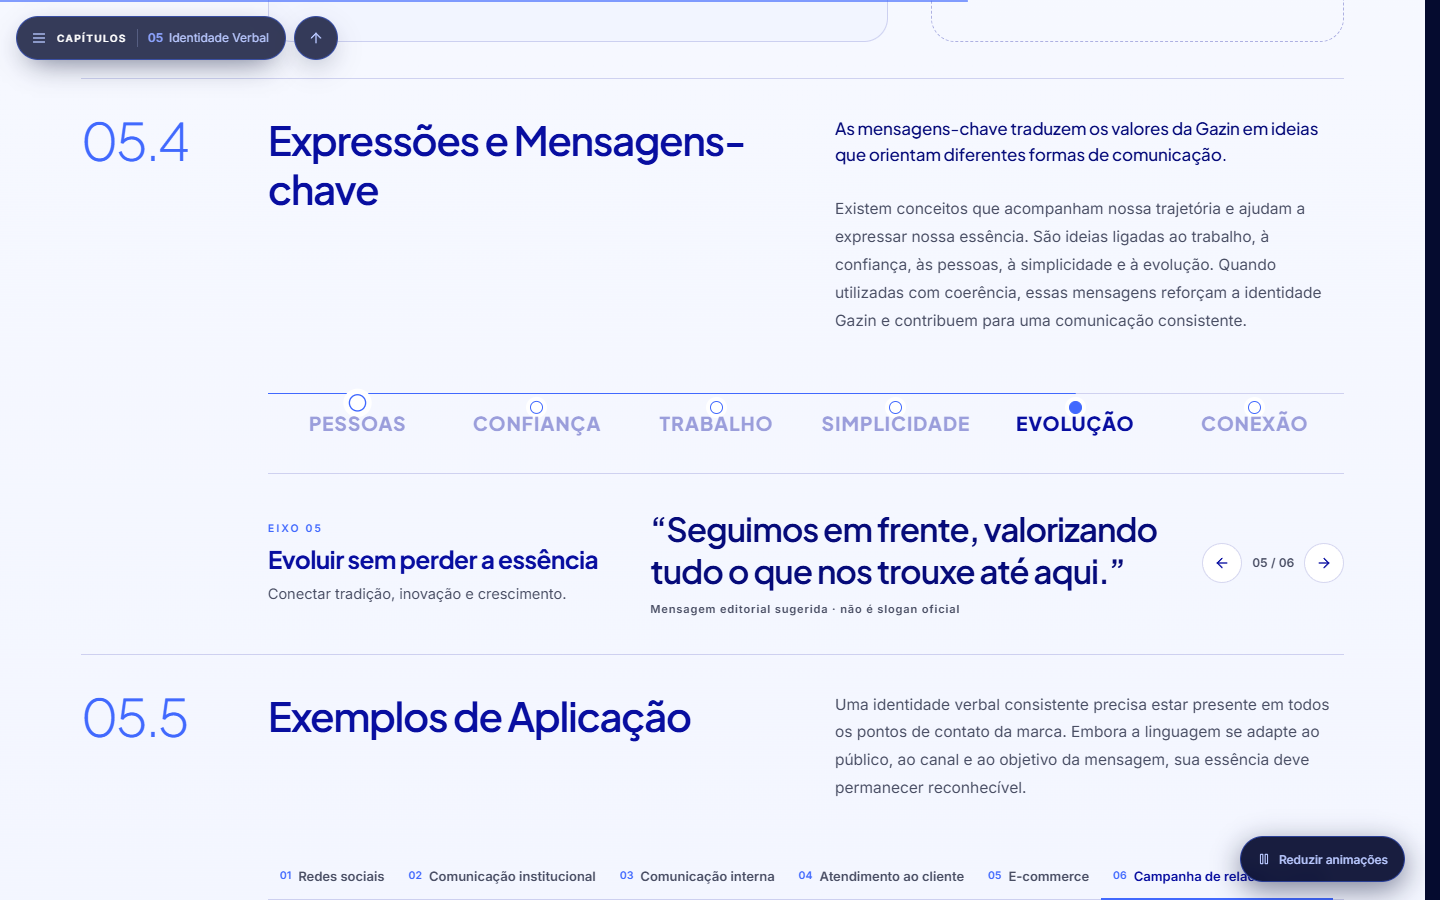 CAPÍTULOS 05 Identidade Verbal
05.4
Expressões e Mensagens-
chave
As mensagens-chave traduzem os valores da Gazin em ideias
que orientam diferentes formas de comunicação.
Existem conceitos que acompanham nossa trajetória e ajudam a
expressar nossa essência. São ideias ligadas ao trabalho, à
confiança, às pessoas, à simplicidade e à evolução. Quando
utilizadas com coerência, essas mensagens reforçam a identidade
Gazin e contribuem para uma comunicação consistente.
PESSOAS CONFIANÇA TRABALHO SIMPLICIDADE EVOLUÇÃO CONEXÃO
EIXO 05
Evoluir sem perder a essência
Conectar tradição, inovação e crescimento.
“Seguimos em frente, valorizando
tudo o que nos trouxe até aqui.”
Mensagem editorial sugerida · não é slogan oficial
05 / 06
05.5
Exemplos de Aplicação
Uma identidade verbal consistente precisa estar presente em todos
os pontos de contato da marca. Embora a linguagem se adapte ao
público, ao canal e ao objetivo da mensagem, sua essência deve
permanecer reconhecível.
01 Redes sociais 02 Comunicação institucional 03 Comunicação interna 04 Atendimento ao cliente 05 E-commerce 06 Campanha de
Reduzir animações